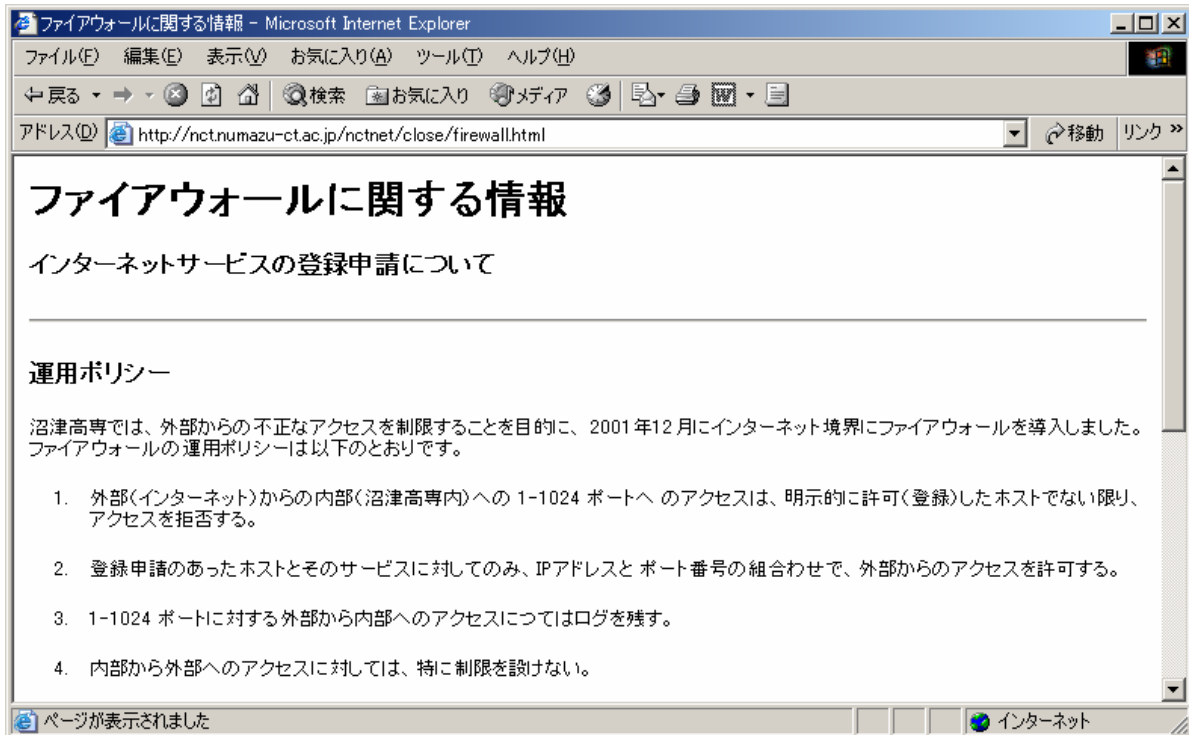 ファイアウォールに関する情報 - Microsoft Internet Explorer
ファイル(F) 編集(E) 表示(V) お気に入り(A) ツール(T) ヘルプ(H)
戻る 検索 お気に入り メディア
アドレス(D) http://nct.numazu-ct.ac.jp/nctnet/close/firewall.html 移動 リンク »
ファイアウォールに関する情報
インターネットサービスの登録申請について
運用ポリシー
沼津高専では、外部からの不正なアクセスを制限することを目的に、2001年12月にインターネット境界にファイアウォールを導入しました。
ファイアウォールの運用ポリシーは以下のとおりです。
1. 外部(インターネット)からの内部(沼津高専内)への 1-1024 ポートへ のアクセスは、明示的に許可(登録)したホストでない限り、
アクセスを拒否する。
2. 登録申請のあったホストとそのサービスに対してのみ、IPアドレスと ポート番号の組合わせで、外部からのアクセスを許可する。
3. 1-1024 ポートに対する外部から内部へのアクセスにつてはログを残す。
4. 内部から外部へのアクセスに対しては、特に制限を設けない。
ページが表示されました インターネット